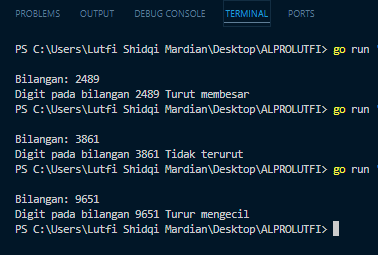 PROBLEMS OUTPUT DEBUG CONSOLE TERMINAL PORTS
PS C:\Users\Lutfi Shidqi Mardian\Desktop\ALPROLUTFI> go run '
Bilangan: 2489
Digit pada bilangan 2489 Turut membesar
PS C:\Users\Lutfi Shidqi Mardian\Desktop\ALPROLUTFI> go run '
Bilangan: 3861
Digit pada bilangan 3861 Tidak terurut
PS C:\Users\Lutfi Shidqi Mardian\Desktop\ALPROLUTFI> go run '
Bilangan: 9651
Digit pada bilangan 9651 Turur mengecil
PS C:\Users\Lutfi Shidqi Mardian\Desktop\ALPROLUTFI>